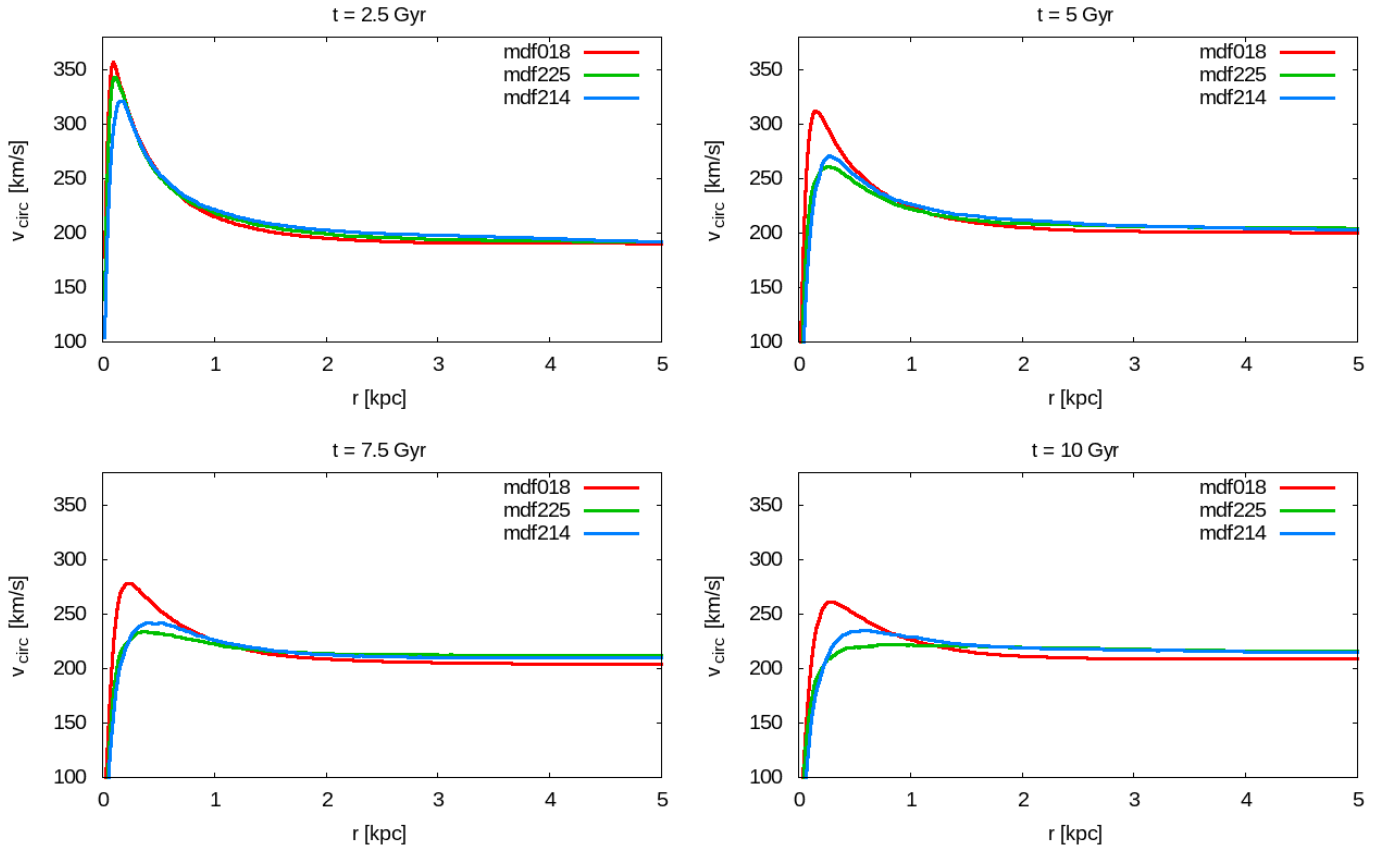 t = 2.5 Gyr
mdf018
mdf225
mdf214
350
300
250
200
150
100
v_circ [km/s]
0 1 2 3 4 5
r [kpc]
t = 5 Gyr
mdf018
mdf225
mdf214
350
300
250
200
150
100
v_circ [km/s]
0 1 2 3 4 5
r [kpc]
t = 7.5 Gyr
mdf018
mdf225
mdf214
350
300
250
200
150
100
v_circ [km/s]
0 1 2 3 4 5
r [kpc]
t = 10 Gyr
mdf018
mdf225
mdf214
350
300
250
200
150
100
v_circ [km/s]
0 1 2 3 4 5
r [kpc]